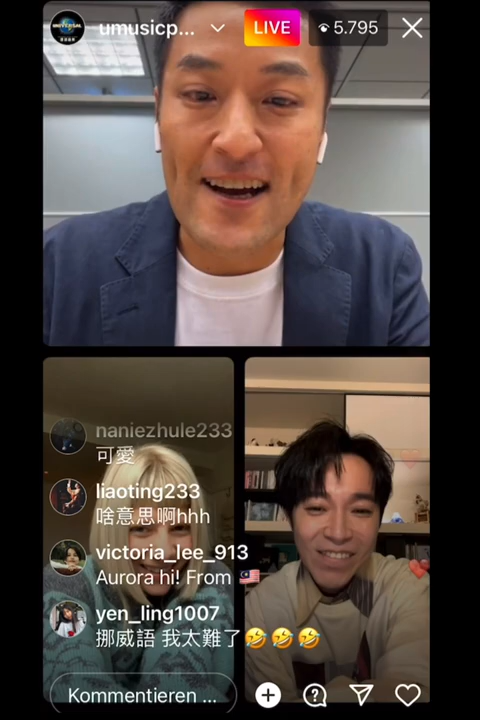 UNIVERSAL
umusicp...
LIVE
5.795
naniezhule233
可愛
liaoting233
啥意思啊hhh
victoria_lee_913
Aurora hi! From 🇲🇾
yen_ling1007
挪威語 我太難了🤣🤣🤣
Kommentieren ...